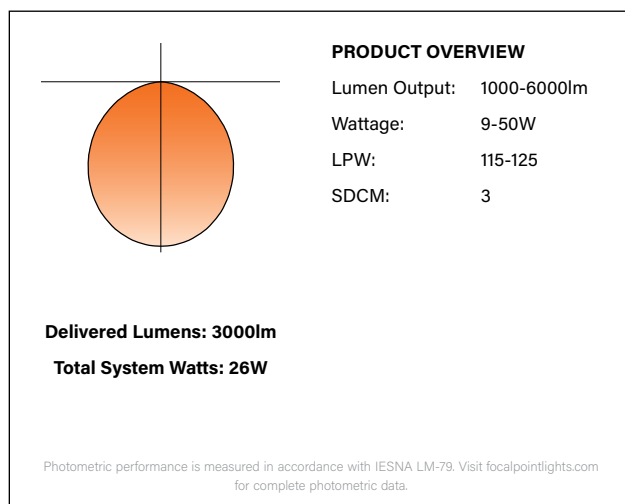 PRODUCT OVERVIEW
Lumen Output: 1000-6000lm
Wattage: 9-50W
LPW: 115-125
SDCM: 3
Delivered Lumens: 3000lm
Total System Watts: 26W
Photometric performance is measured in accordance with IESNA LM-79. Visit focalpointlights.com
for complete photometric data.